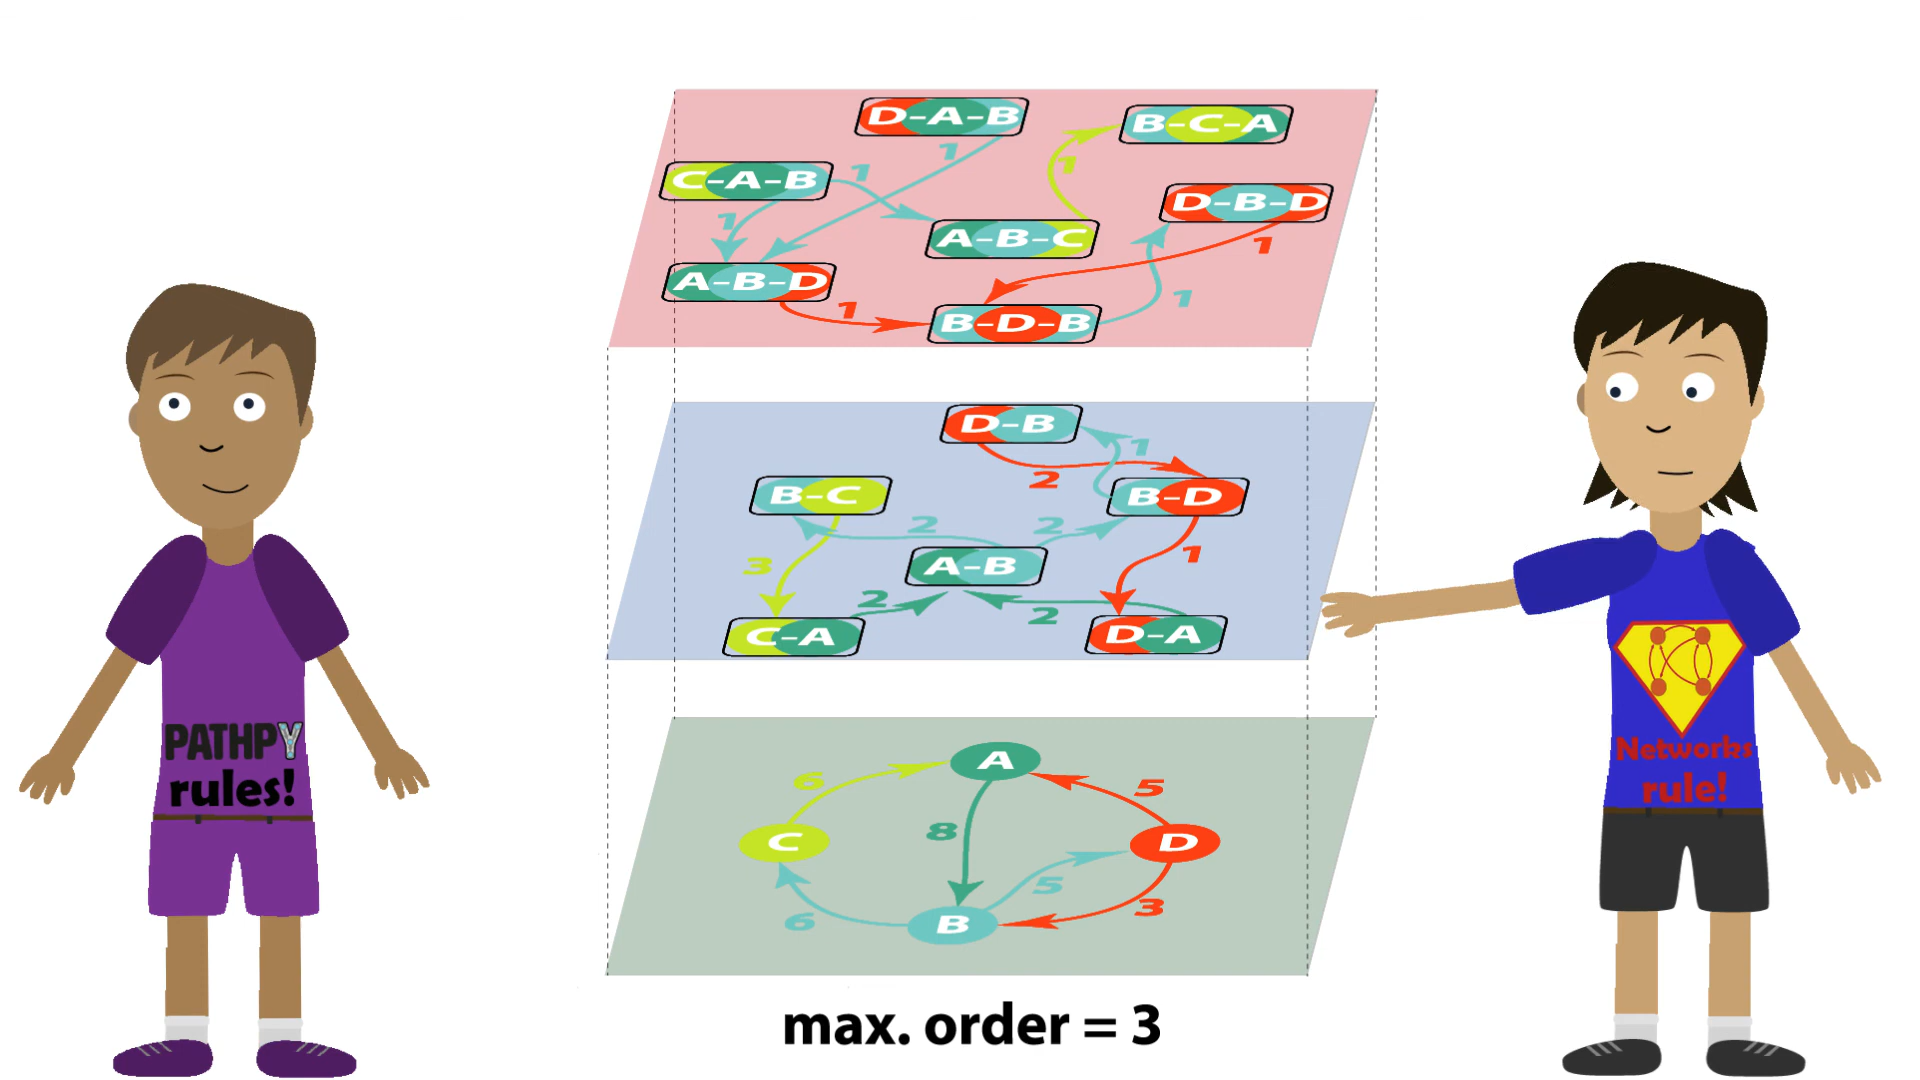 D-A-B
B-C-A
1
C-A-B
1
1
D-B-D
1
A-B-C
1
A-B-D
1
1
B-D-B
D-B
1
2
B-C
B-D
2
2
1
3
A-B
2
2
C-A
D-A
A
6
5
8
C
D
5
6
3
B
max. order = 3
PATHPY
rules!
Networks
rule!